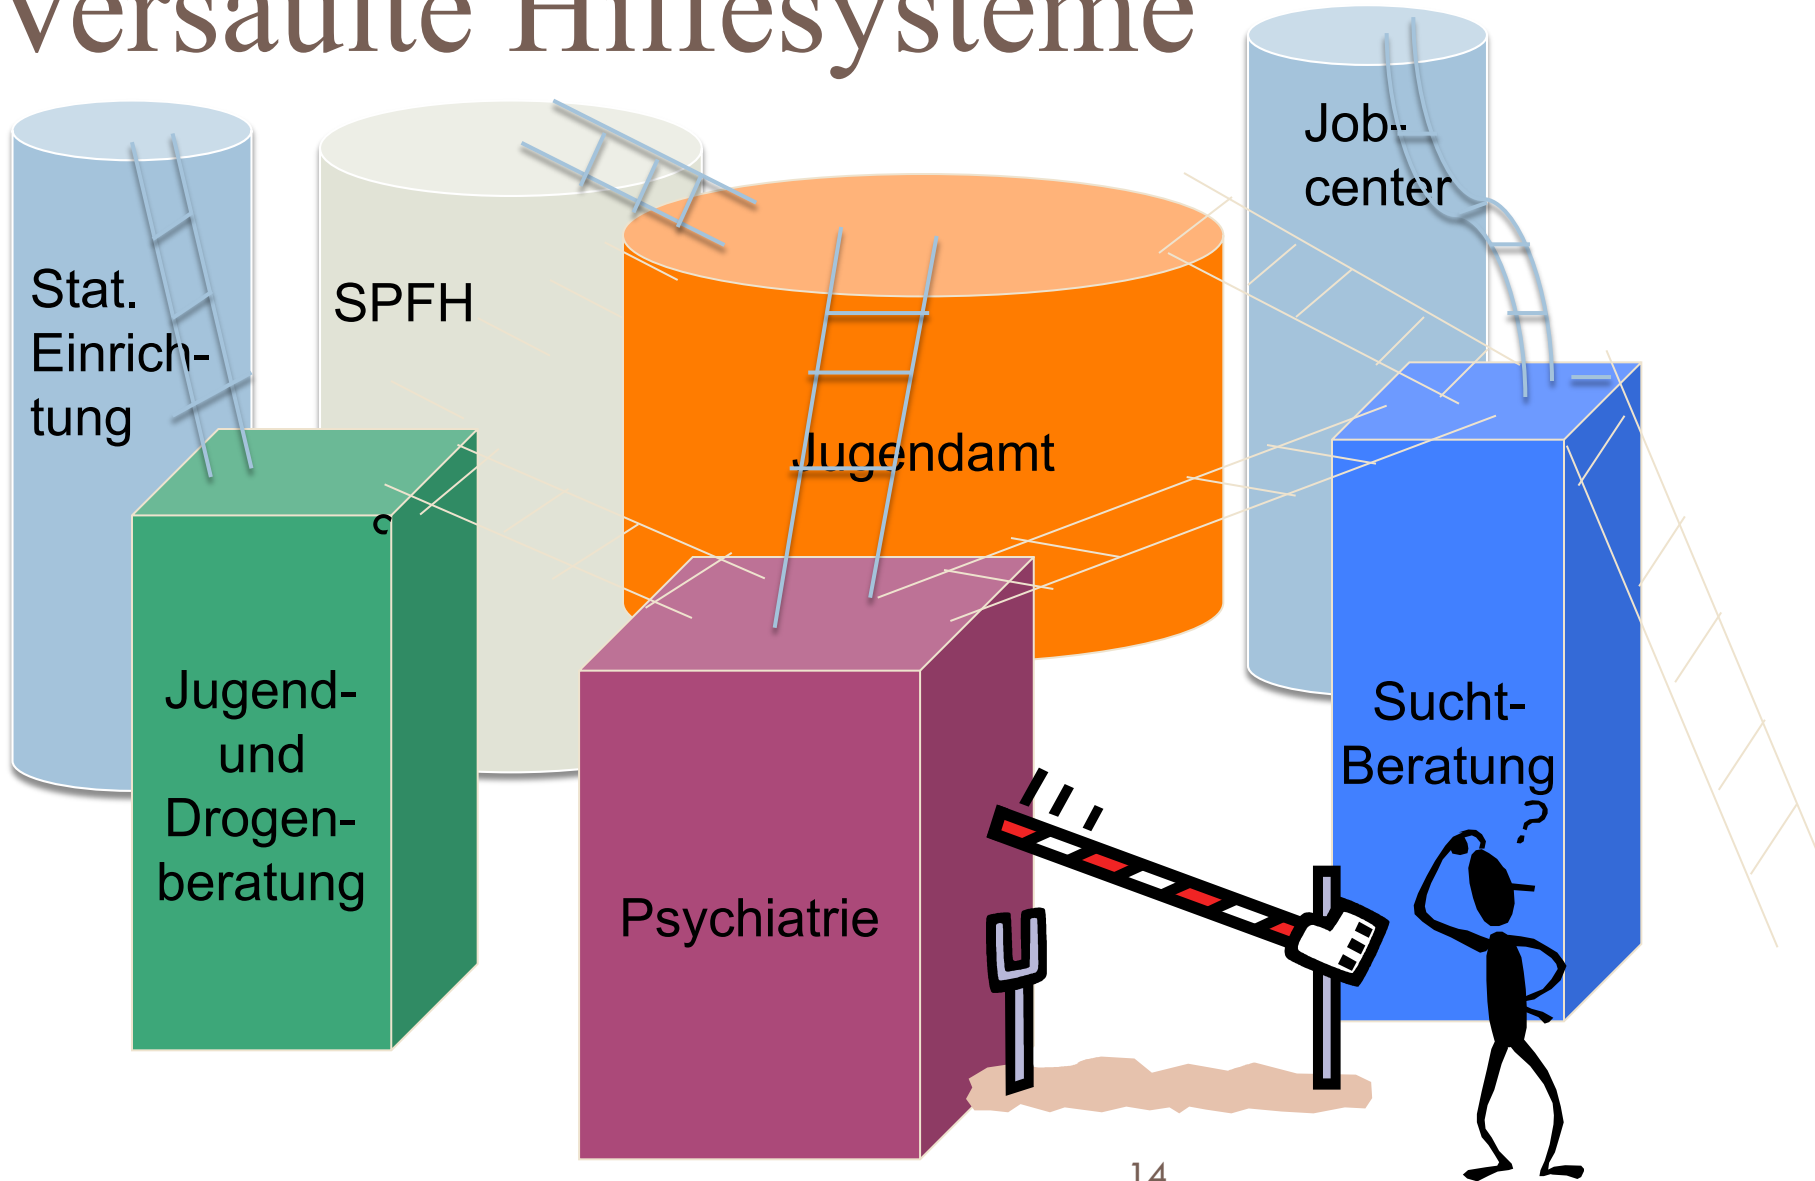 Versäulte Hilfesysteme
Job-
center
Stat.
Einrich-
tung
SPFH
Jugendamt
Jugend-
und
Drogen-
beratung
Sucht-
Beratung
?
Psychiatrie
14